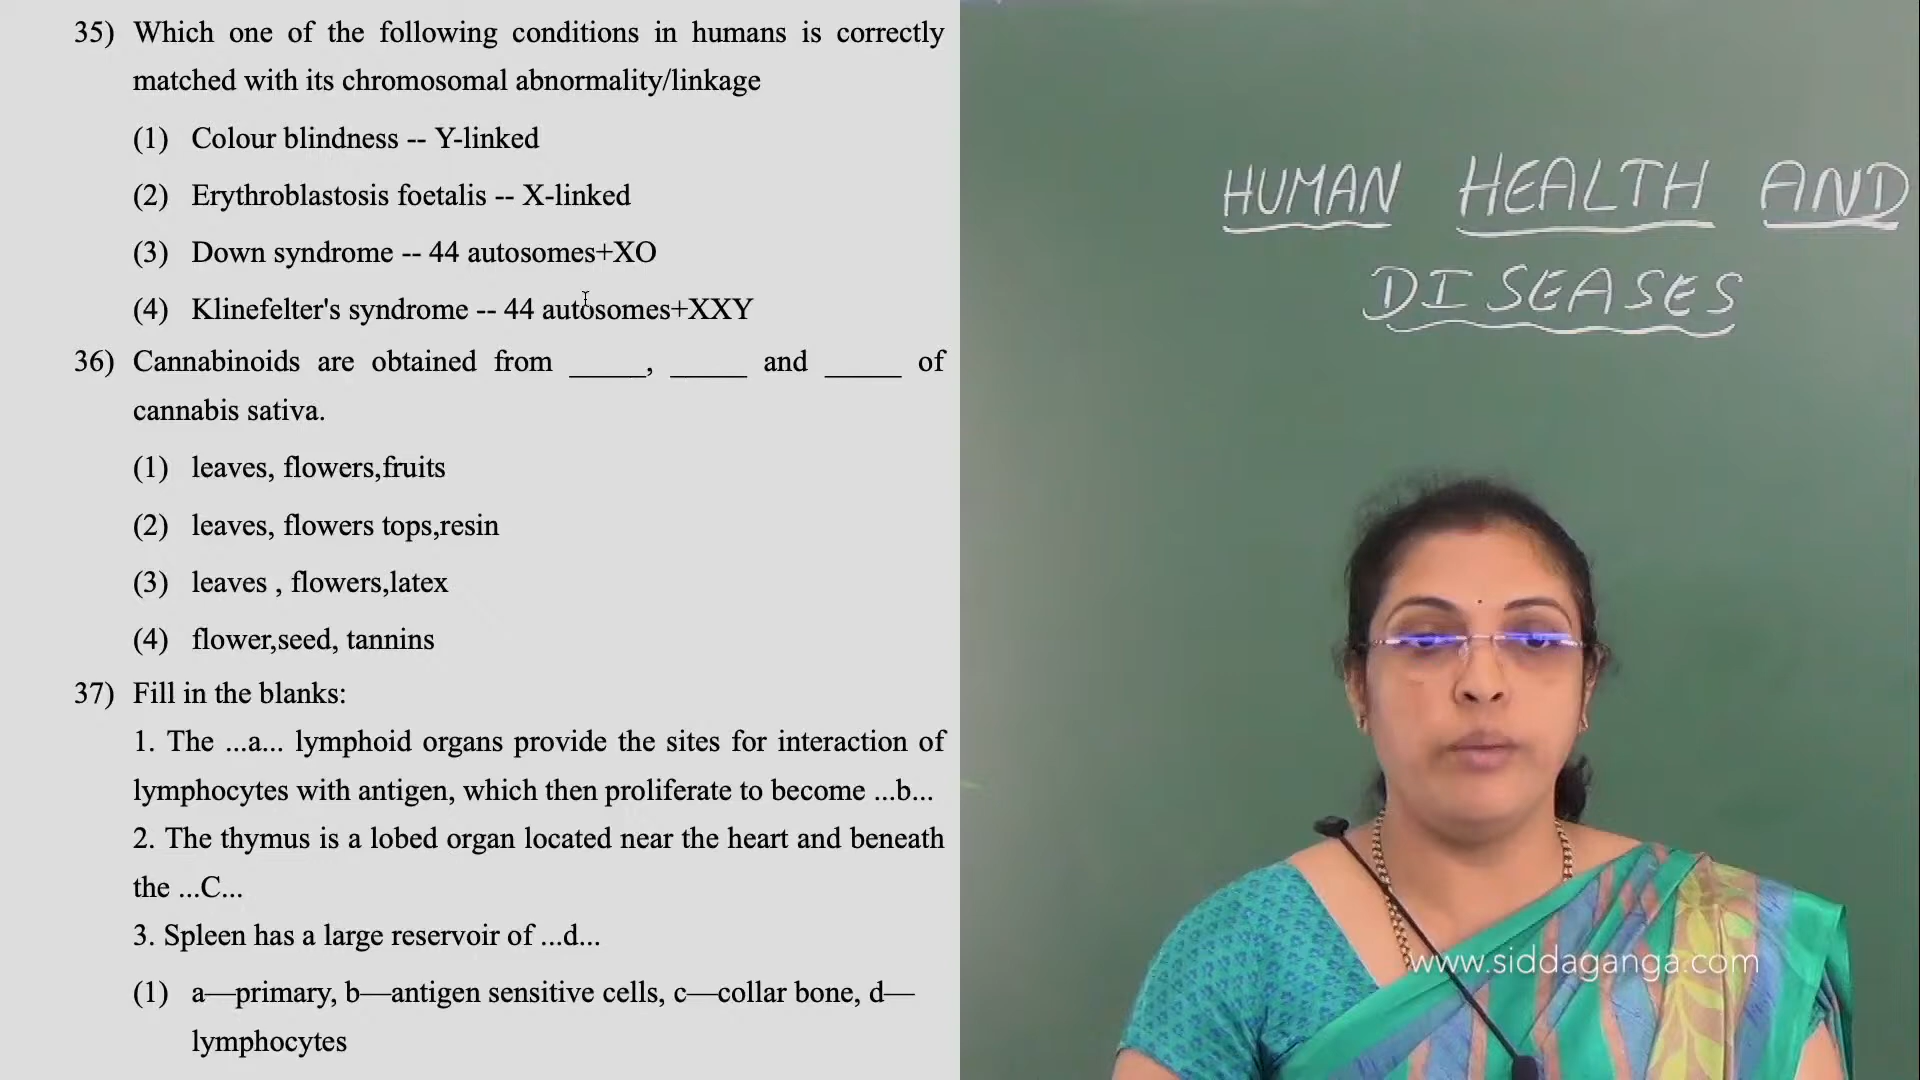 35) Which one of the following conditions in humans is correctly
matched with its chromosomal abnormality/linkage
(1) Colour blindness -- Y-linked
(2) Erythroblastosis foetalis -- X-linked
(3) Down syndrome -- 44 autosomes+XO
(4) Klinefelter's syndrome -- 44 autosomes+XXY
36) Cannabinoids are obtained from _____, _____ and _____ of
cannabis sativa.
(1) leaves, flowers,fruits
(2) leaves, flowers tops,resin
(3) leaves , flowers,latex
(4) flower,seed, tannins
37) Fill in the blanks:
1. The ...a... lymphoid organs provide the sites for interaction of
lymphocytes with antigen, which then proliferate to become ...b...
2. The thymus is a lobed organ located near the heart and beneath
the ...C...
3. Spleen has a large reservoir of ...d...
(1) a—primary, b—antigen sensitive cells, c—collar bone, d—
lymphocytes
HUMAN HEALTH AND
DISEASES
www.siddaganga.com